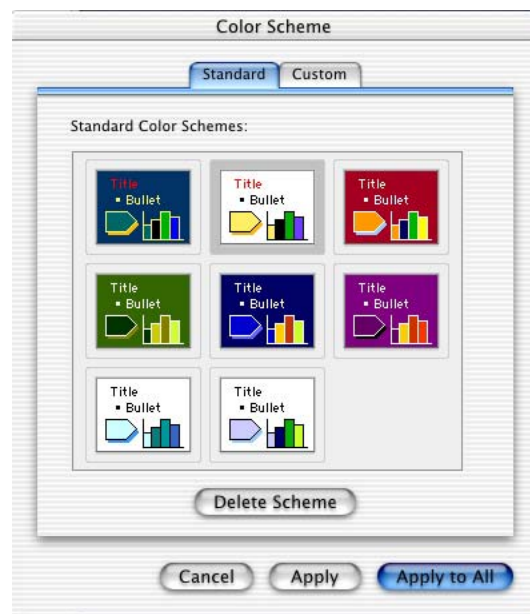 Color Scheme
Standard Custom
Standard Color Schemes:
Title Title Title
▪ Bullet ▪ Bullet ▪ Bullet
Title Title Title
▪ Bullet ▪ Bullet ▪ Bullet
Title Title
▪ Bullet ▪ Bullet
Delete Scheme
Cancel Apply Apply to All